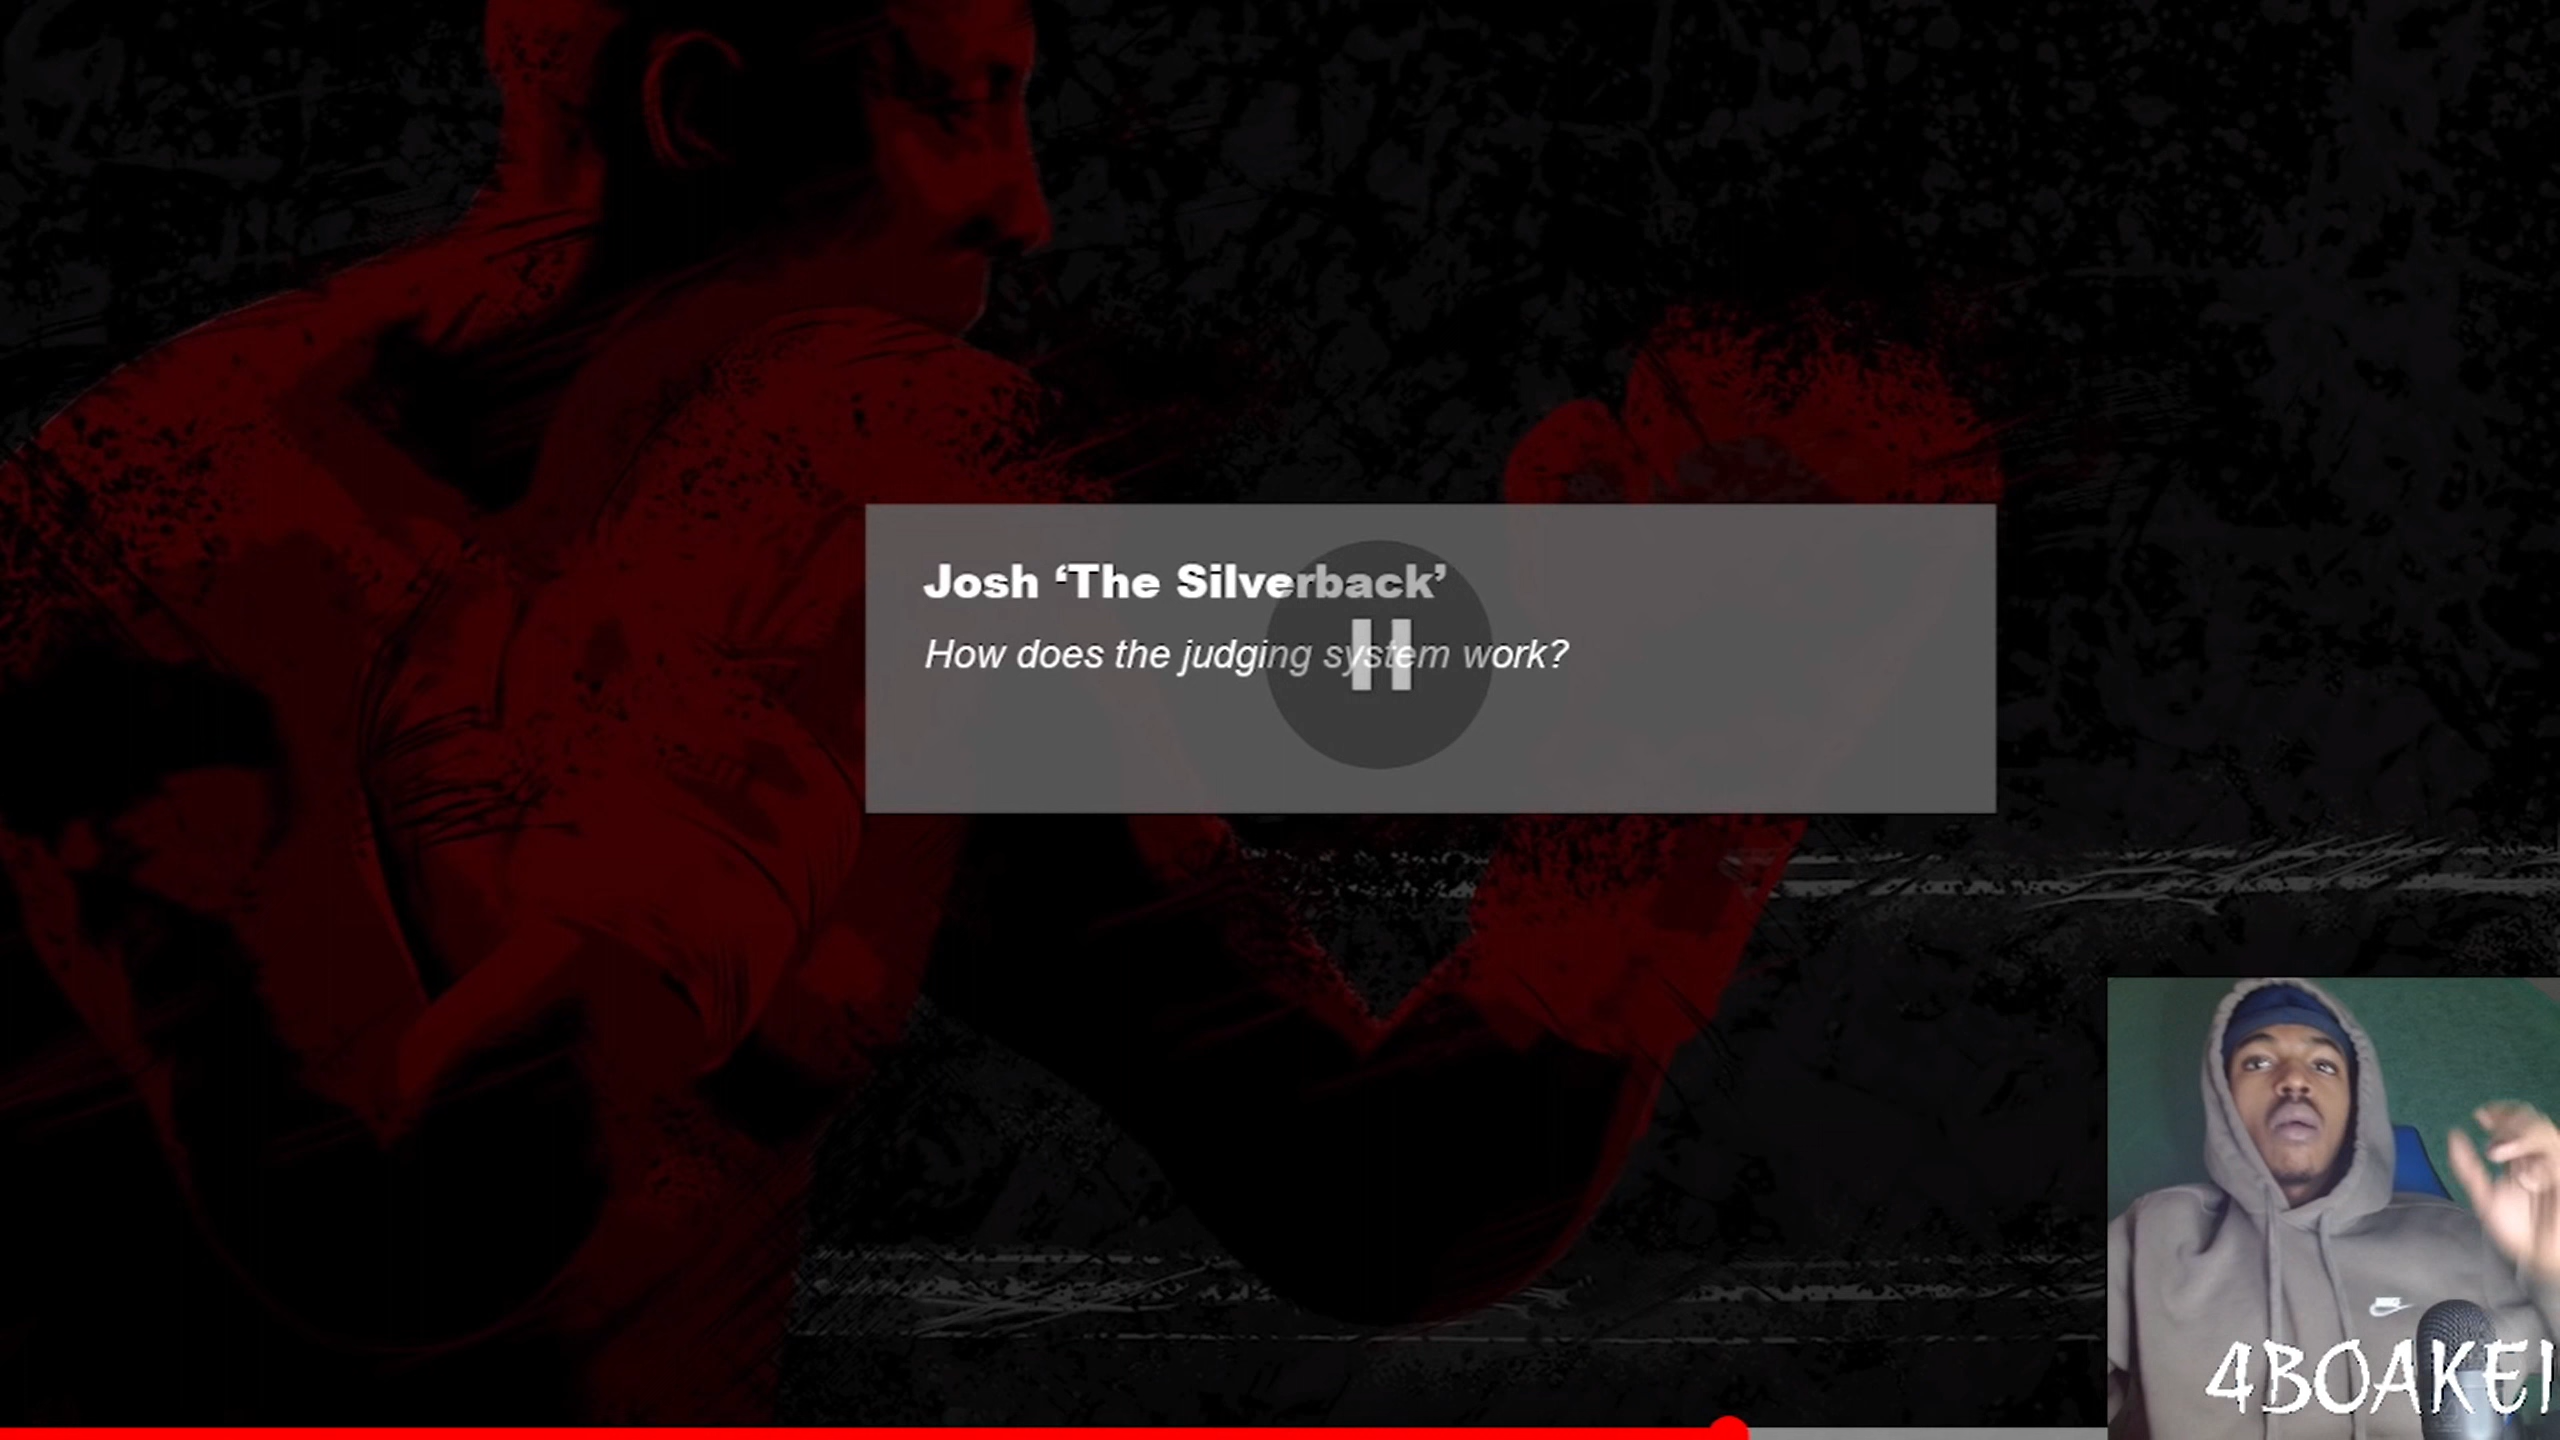 Josh ‘The Silverback’
How does the judging system work?
4BOAKEI